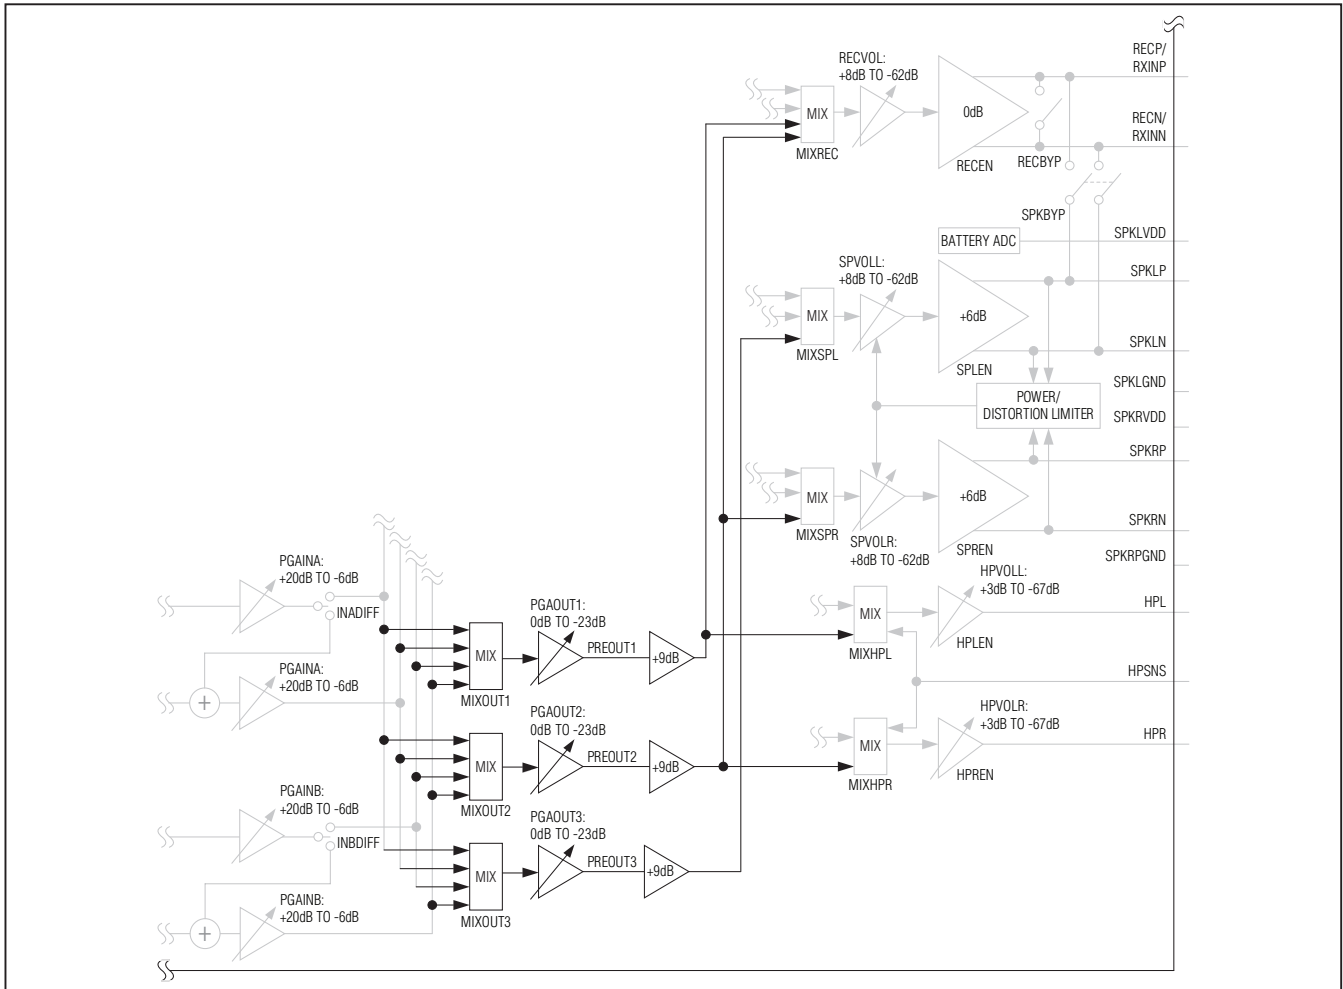 RECP/
RXINP
RECVOL:
+8dB TO -62dB
MIX
0dB
RECN/
RXINN
MIXREC
RECEN
RECBYP
SPKBYP
SPKLVDD
BATTERY ADC
SPVOLL:
+8dB TO -62dB
SPKLP
MIX
+6dB
SPKLN
MIXSPL
SPLEN
SPKLGND
POWER/
DISTORTION LIMITER
SPKRVDD
SPKRP
MIX
+6dB
SPKRN
MIXSPR
SPVOLR:
+8dB TO -62dB
SPREN
SPKRPGND
PGAINA:
+20dB TO -6dB
INADIFF
PGAOUT1:
0dB TO -23dB
HPVOLL:
+3dB TO -67dB
HPL
MIX
PREOUT1
+9dB
MIX
MIXHPL
HPLEN
PGAINA:
+20dB TO -6dB
+
MIXOUT1
HPSNS
PGAOUT2:
0dB TO -23dB
HPVOLR:
+3dB TO -67dB
HPR
MIX
PREOUT2
+9dB
MIX
MIXHPR
HPREN
PGAINB:
+20dB TO -6dB
MIXOUT2
INBDIFF
PGAOUT3:
0dB TO -23dB
MIX
PREOUT3
+9dB
PGAINB:
+20dB TO -6dB
+
MIXOUT3